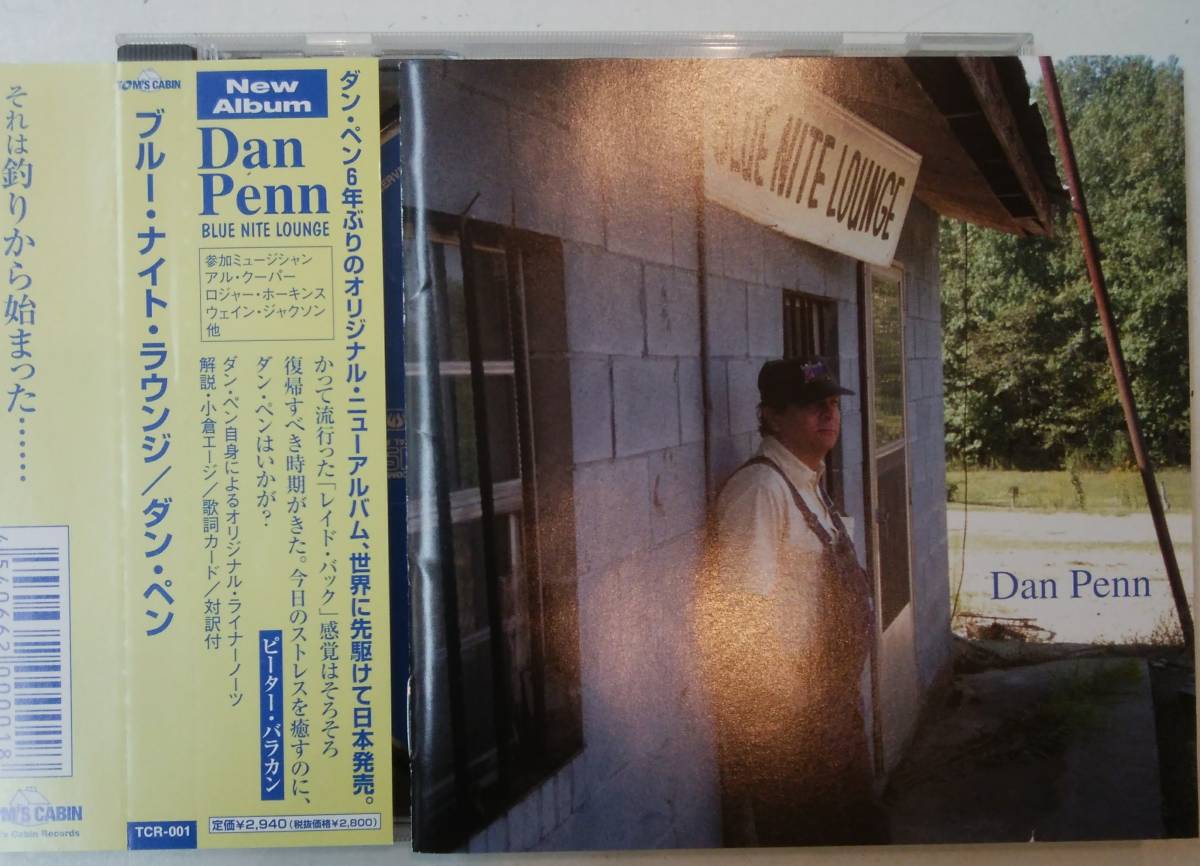 それは釣りから始まった……
TOM'S CABIN
ブルー・ナイト・ラウンジ/ダン・ペン
TCR-001
New
Album
Dan
Penn
BLUE NITE LOUNGE
参加ミュージシャン
アル・クーパー
ロジャー・ホーキンス
ウェイン・ジャクソン
他
ダン・ペン6年ぶりのオリジナル・ニューアルバム、世界に先駆けて日本発売。
かつて流行った「レイド・バック」感覚はそろそろ
復帰すべき時期がきた。今日のストレスを癒すのに、
ダン・ペンはいかが?
ピーター・バラカン
ダン・ペン自身によるオリジナル・ライナーノーツ
解説・小倉エージ/歌詞カード/対訳付
定価¥2,940(税抜価格¥2,800)
BLUE NITE LOUNGE
Dan Penn
OM'S CABIN
's Cabin Records